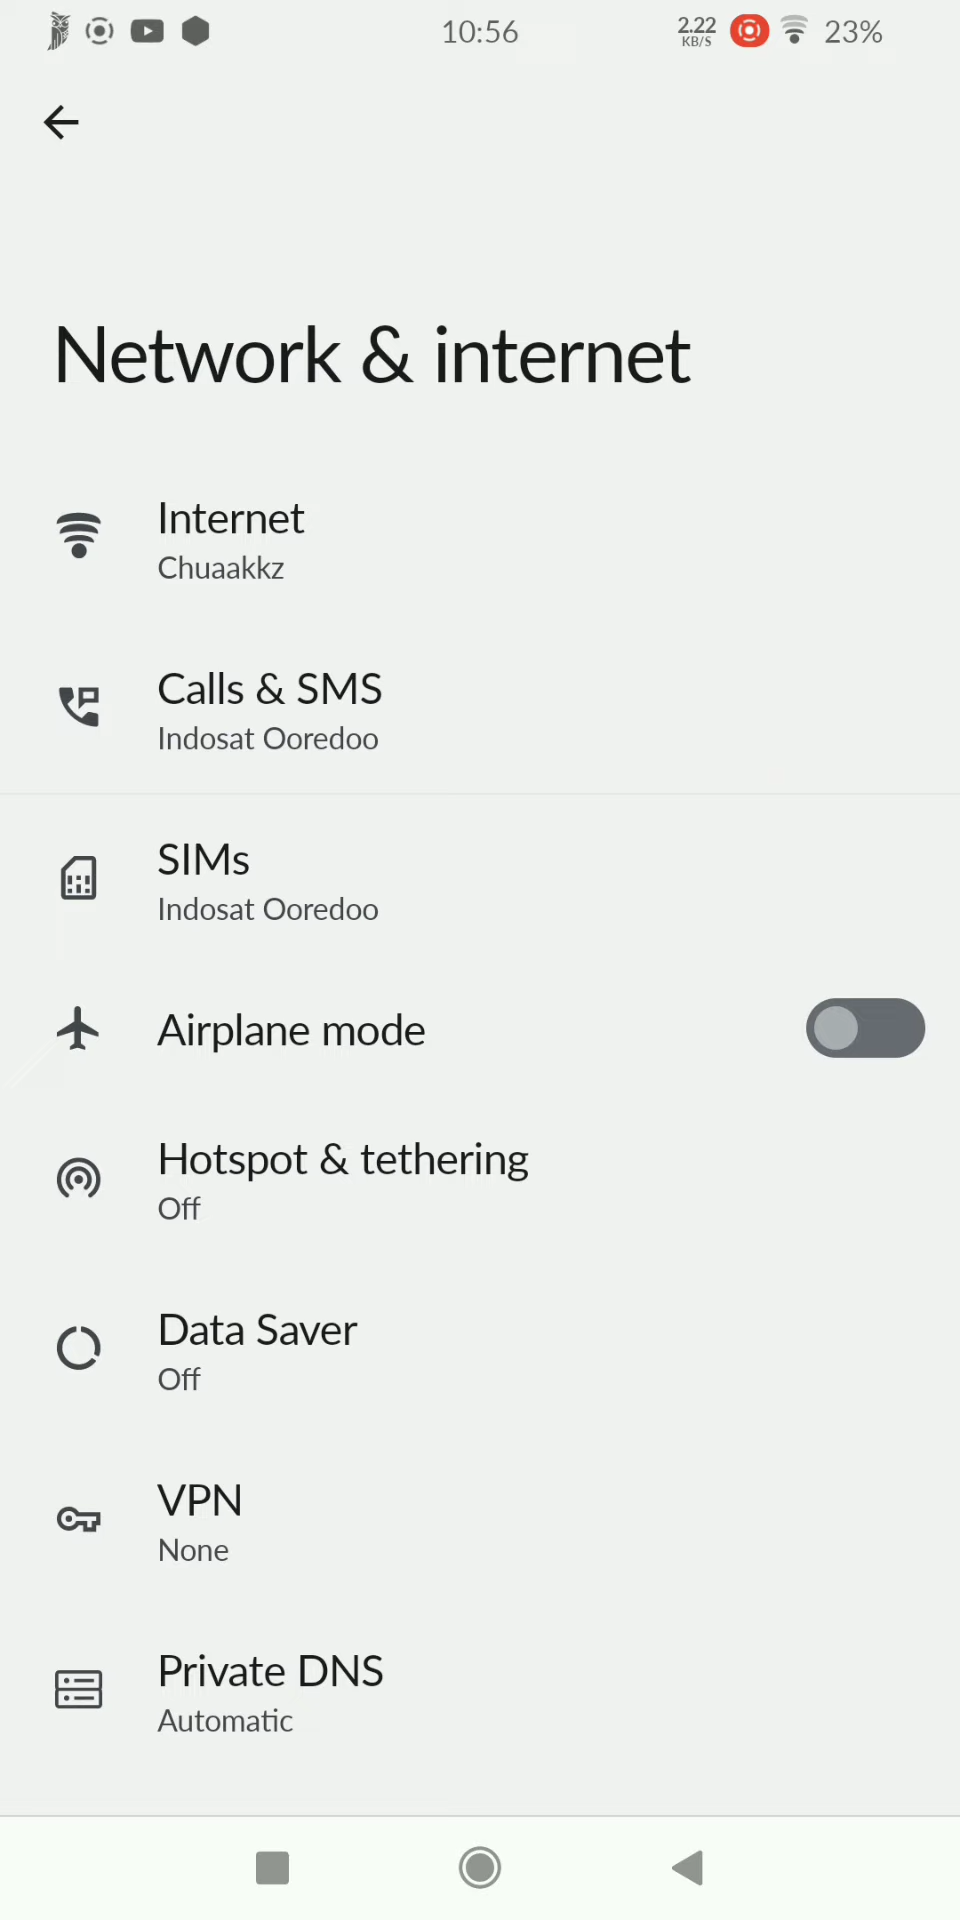 10:56
2.22
KB/S
23%
Network & internet
Internet
Chuaakkz
Calls & SMS
Indosat Ooredoo
SIMs
Indosat Ooredoo
Airplane mode
Hotspot & tethering
Off
Data Saver
Off
VPN
None
Private DNS
Automatic